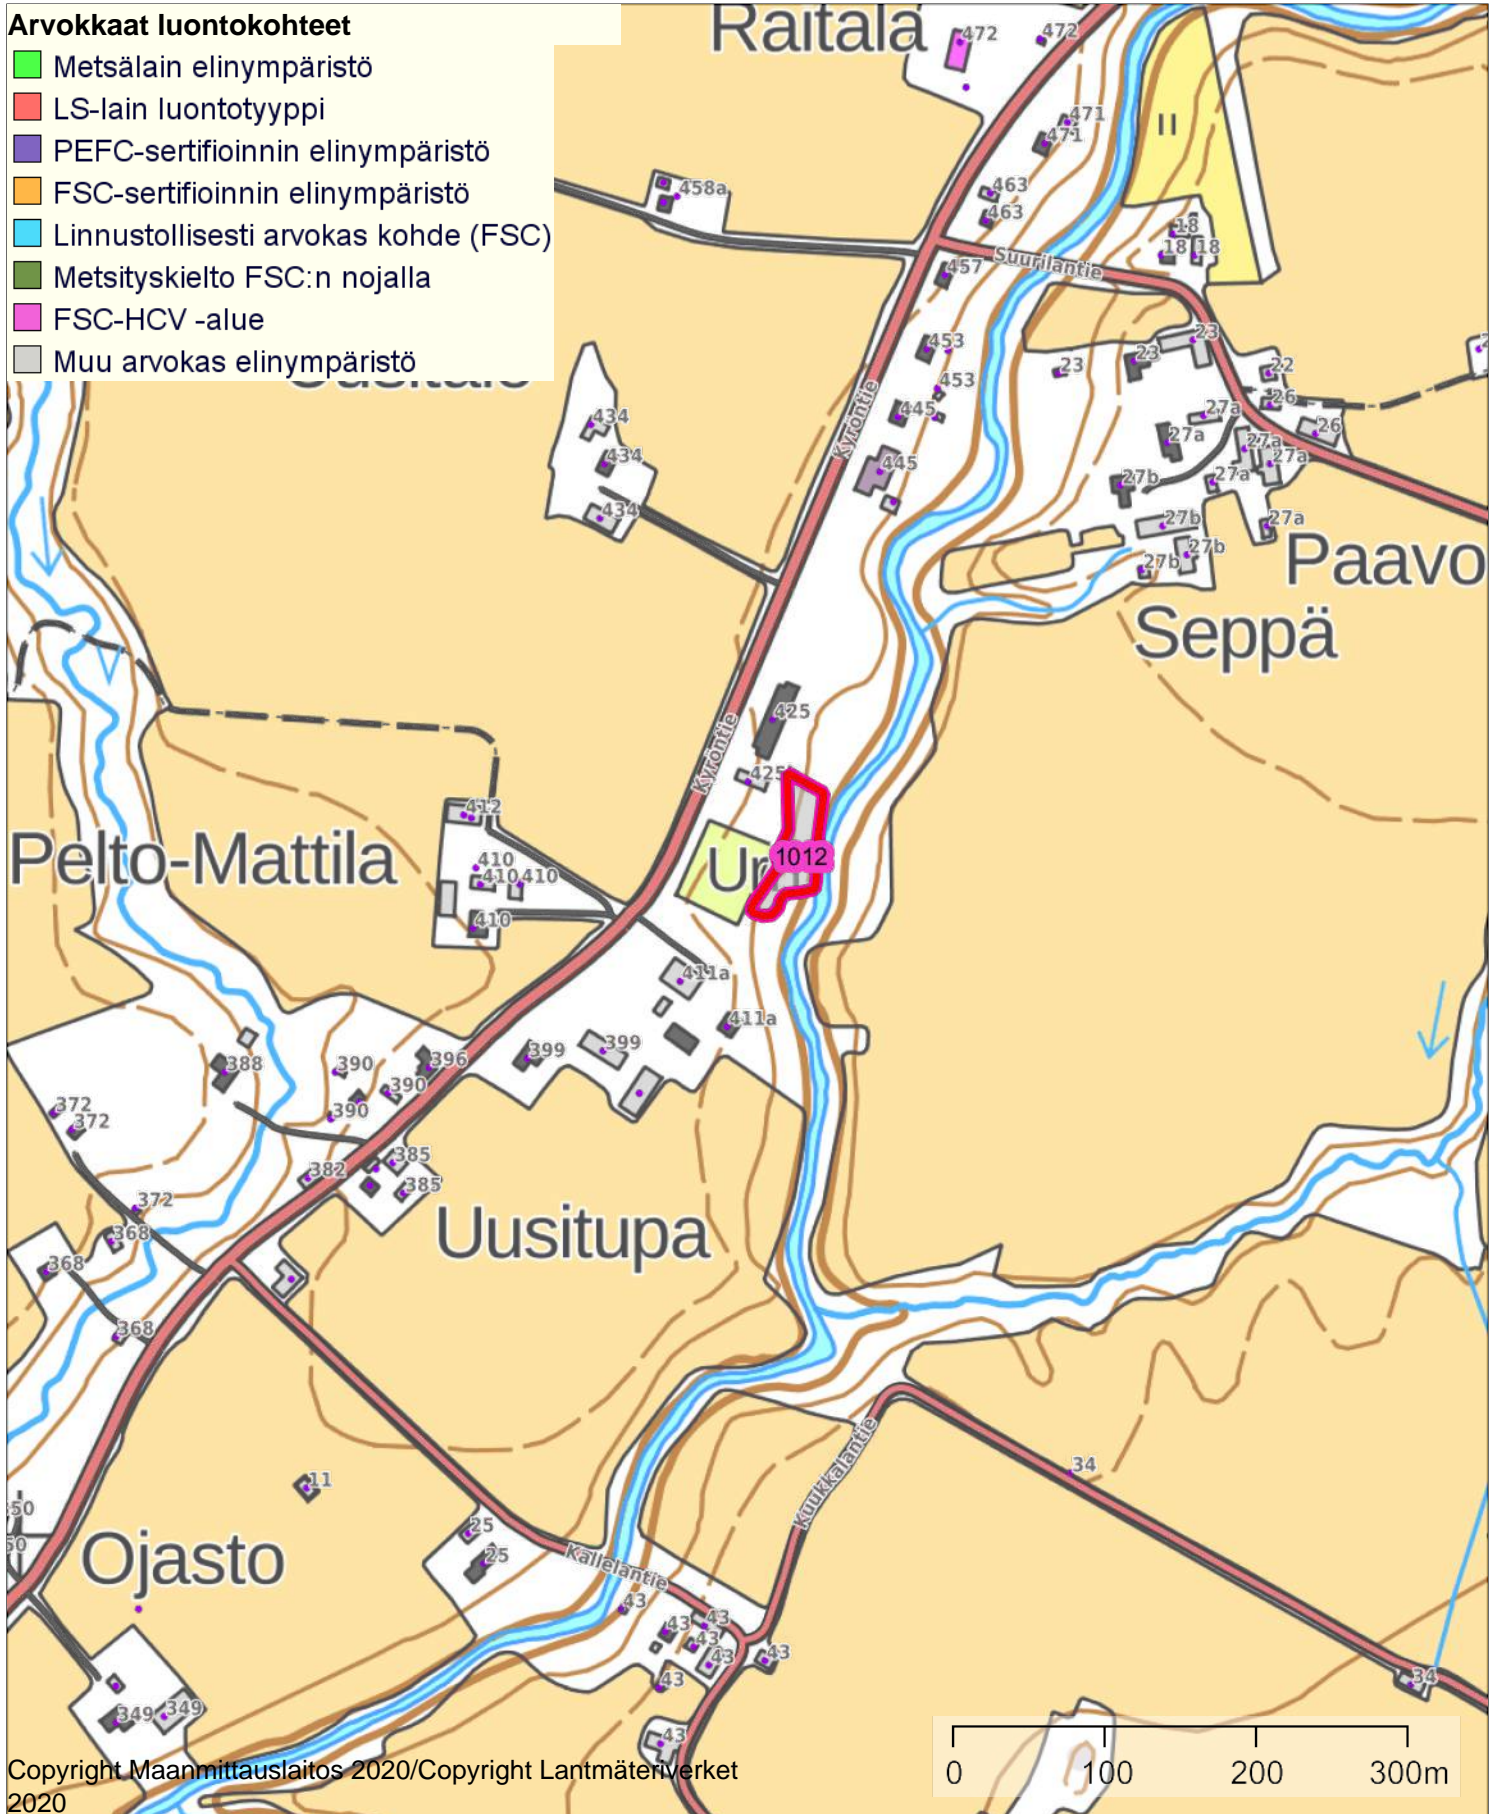 Arvokkaat luontokohteet
Metsälain elinympäristö
LS-lain luontotyyppi
PEFC-sertifioinnin elinympäristö
FSC-sertifioinnin elinympäristö
Linnustollisesti arvokas kohde (FSC)
Metsityskielto FSC:n nojalla
FSC-HCV -alue
Muu arvokas elinympäristö
Raitala
472
472
471
471
458a
463
463
18
18
18
457
Suurilantie
23
453
23
23
22
453
26
434
445
27a
26
Kyröntie
27a
27a
434
445
27a
27b
27a
434
27b
27a
27b
27b
Paavo
Seppä
425
Kyröntie
425
412
Pelto-Mattila
1012
410
410
410
410
411a
411a
399
399
396
388
390
390
390
372
372
385
382
385
372
368
Uusitupa
368
368
Kuukkalantie
34
11
50
25
50
25
Ojasto
Kallelantie
43
43
43
43
43
43
43
34
349
349
43
Copyright Maanmittauslaitos 2020/Copyright Lantmäteriverket
2020
0 100 200 300m